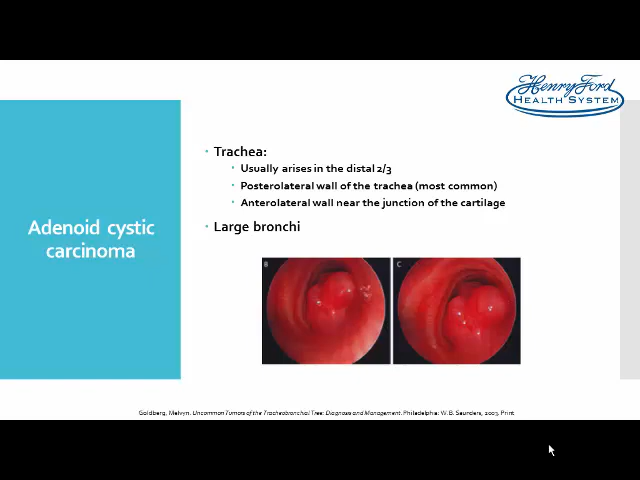 Henry Ford
HEALTH SYSTEM
Adenoid cystic
carcinoma
• Trachea:
• Usually arises in the distal 2/3
• Posterolateral wall of the trachea (most common)
• Anterolateral wall near the junction of the cartilage
• Large bronchi
B
C
Goldberg, Melvyn. Uncommon Tumors of the Tracheobronchial Tree: Diagnosis and Management. Philadelphia: W.B. Saunders, 2003. Print